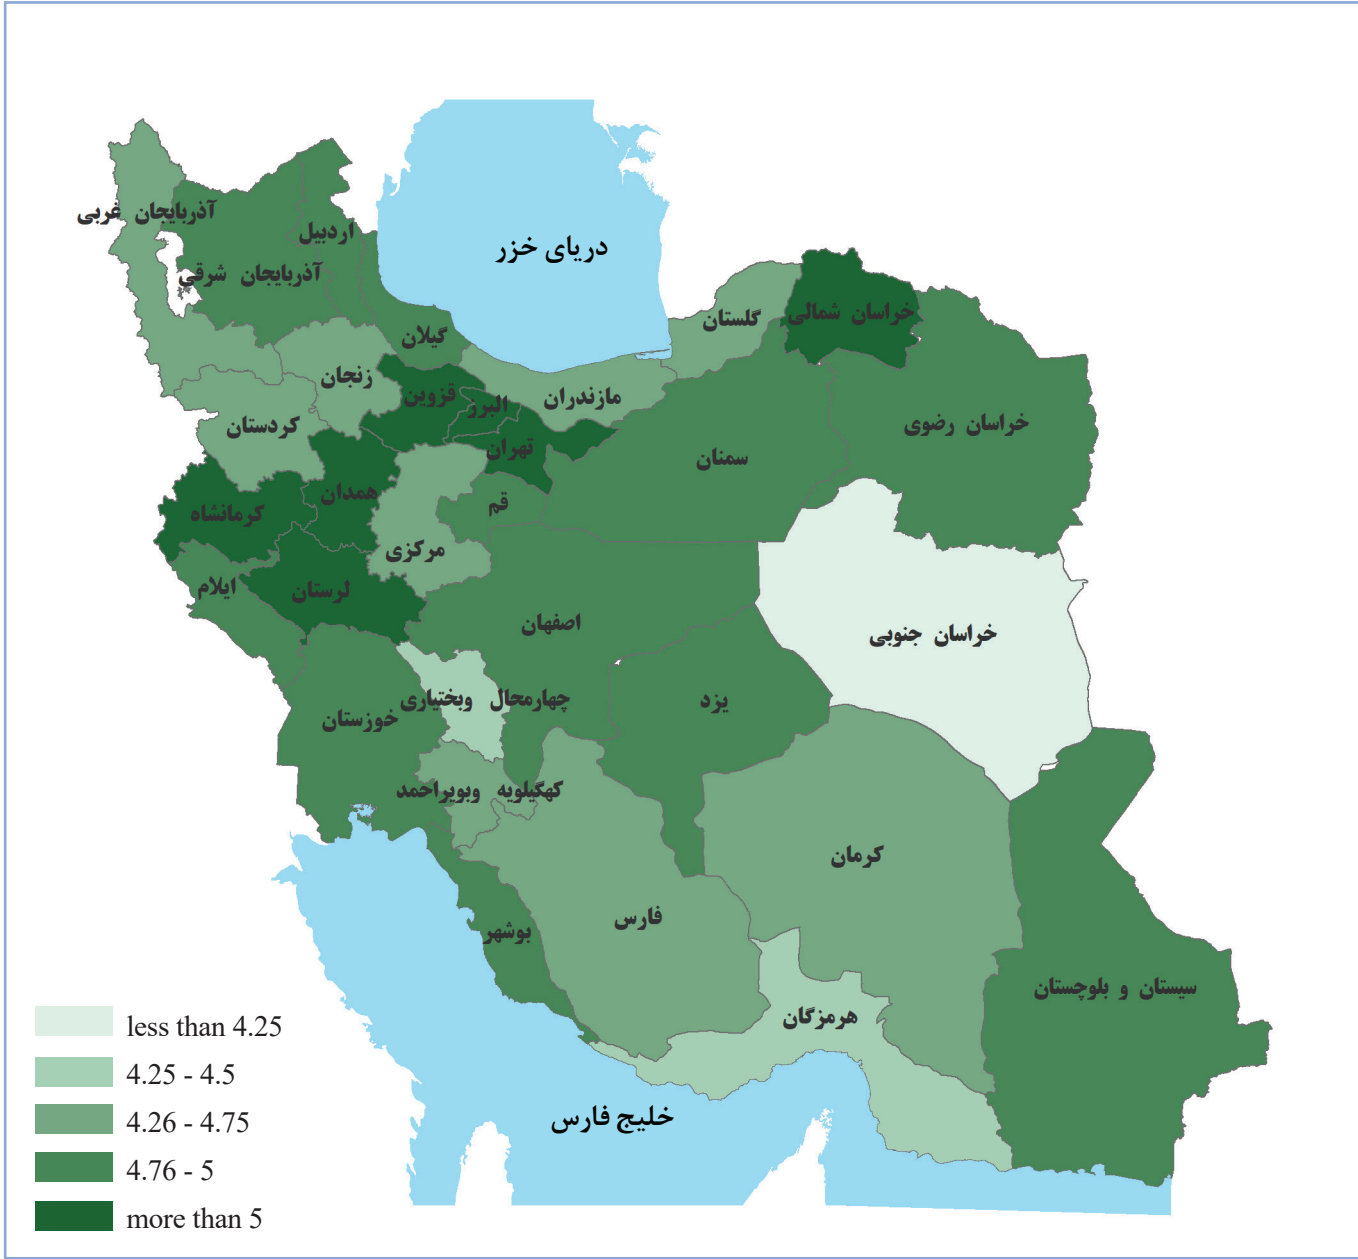 دریای خزر
آذربایجان غربی
اردبیل
آذربایجان شرقی
گیلان
گلستان
خراسان شمالی
زنجان
قزوین
البرز
مازندران
کردستان
تهران
سمنان
خراسان رضوی
همدان
کرمانشاه
قم
مرکزی
ایلام
لرستان
اصفهان
خراسان جنوبی
چهارمحال وبختیاری
خوزستان
یزد
کهگیلویه وبویراحمد
کرمان
فارس
بوشهر
سیستان و بلوچستان
هرمزگان
خلیج فارس
less than 4.25
4.25 - 4.5
4.26 - 4.75
4.76 - 5
more than 5